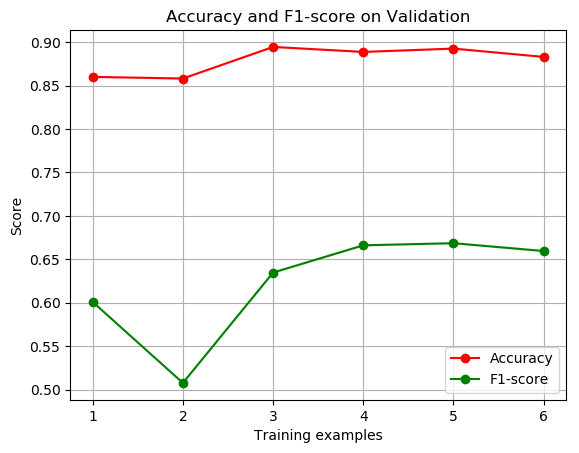 Accuracy and F1-score on Validation
Score
0.90
0.85
0.80
0.75
0.70
0.65
0.60
0.55
0.50
1 2 3 4 5 6
Training examples
Accuracy
F1-score